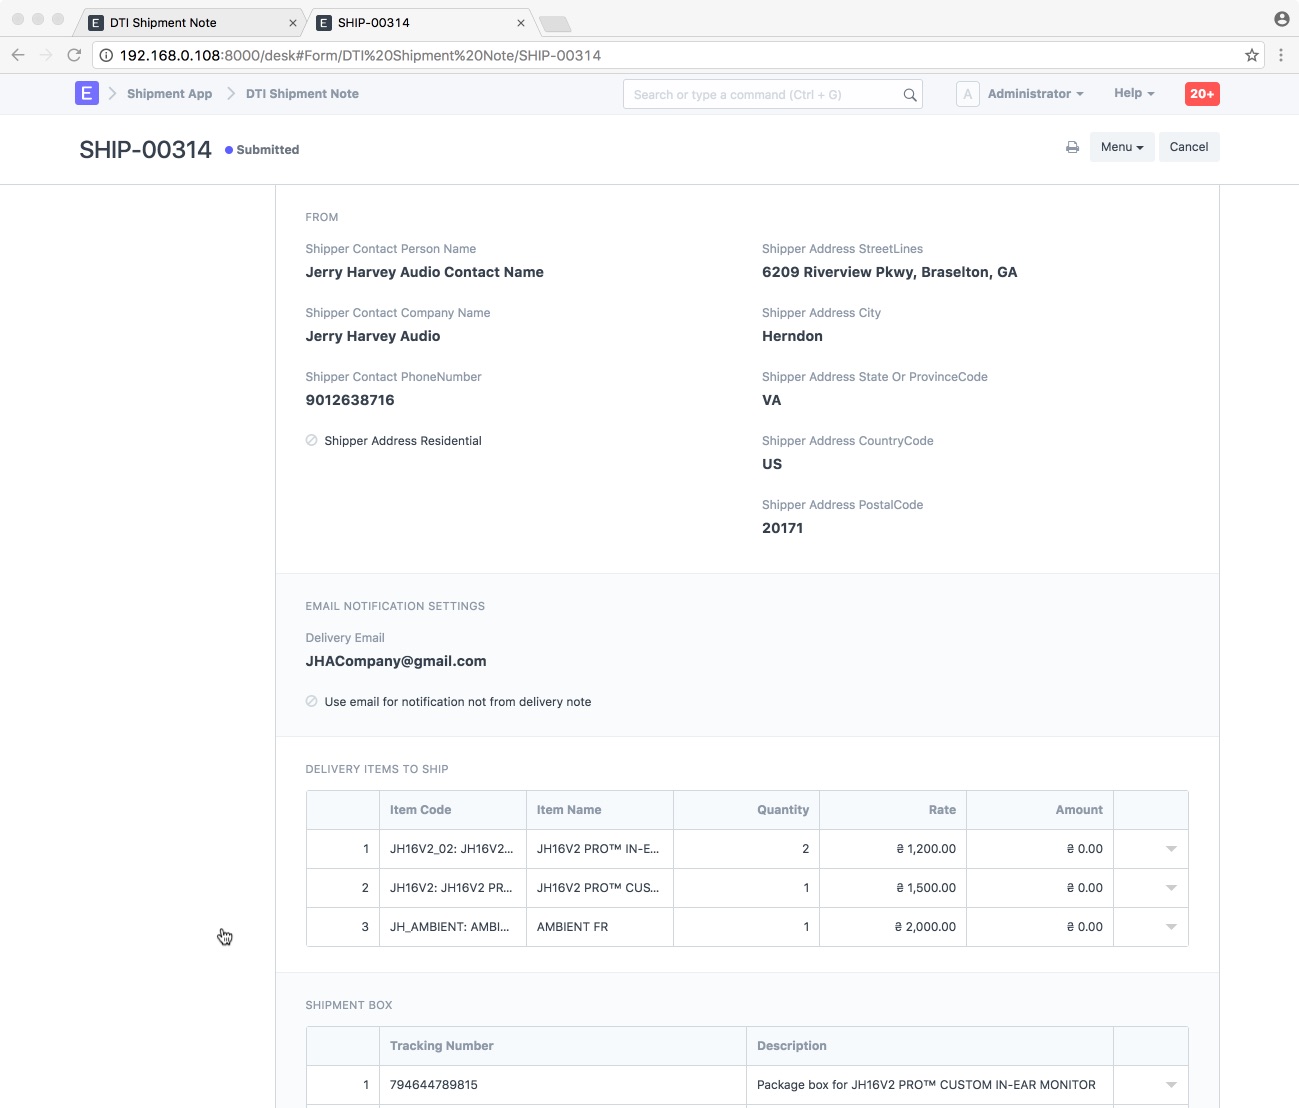 E DTI Shipment Note × E SHIP-00314 ×
192.168.0.108:8000/desk#Form/DTI%20Shipment%20Note/SHIP-00314
E Shipment App DTI Shipment Note Search or type a command (Ctrl + G) A Administrator Help 20+
SHIP-00314 Submitted Menu Cancel
FROM
Shipper Contact Person Name
Jerry Harvey Audio Contact Name
Shipper Contact Company Name
Jerry Harvey Audio
Shipper Contact PhoneNumber
9012638716
Shipper Address Residential
Shipper Address StreetLines
6209 Riverview Pkwy, Braselton, GA
Shipper Address City
Herndon
Shipper Address State Or ProvinceCode
VA
Shipper Address CountryCode
US
Shipper Address PostalCode
20171
EMAIL NOTIFICATION SETTINGS
Delivery Email
JHACompany@gmail.com
Use email for notification not from delivery note
DELIVERY ITEMS TO SHIP
Item Code Item Name Quantity Rate Amount
1 JH16V2_02: JH16V2... JH16V2 PRO™ IN-E... 2 ₴ 1,200.00 ₴ 0.00
2 JH16V2: JH16V2 PR... JH16V2 PRO™ CUS... 1 ₴ 1,500.00 ₴ 0.00
3 JH_AMBIENT: AMBI... AMBIENT FR 1 ₴ 2,000.00 ₴ 0.00
SHIPMENT BOX
Tracking Number Description
1 794644789815 Package box for JH16V2 PRO™ CUSTOM IN-EAR MONITOR